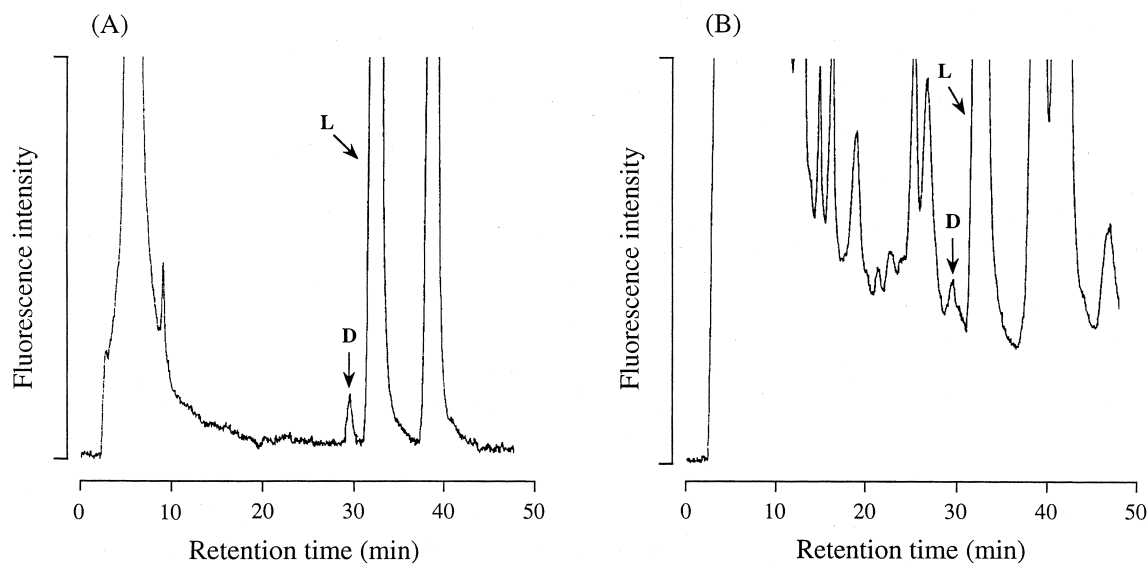 (A)
Fluorescence intensity
L
D
0 10 20 30 40 50
Retention time (min)
(B)
Fluorescence intensity
L
D
0 10 20 30 40 50
Retention time (min)